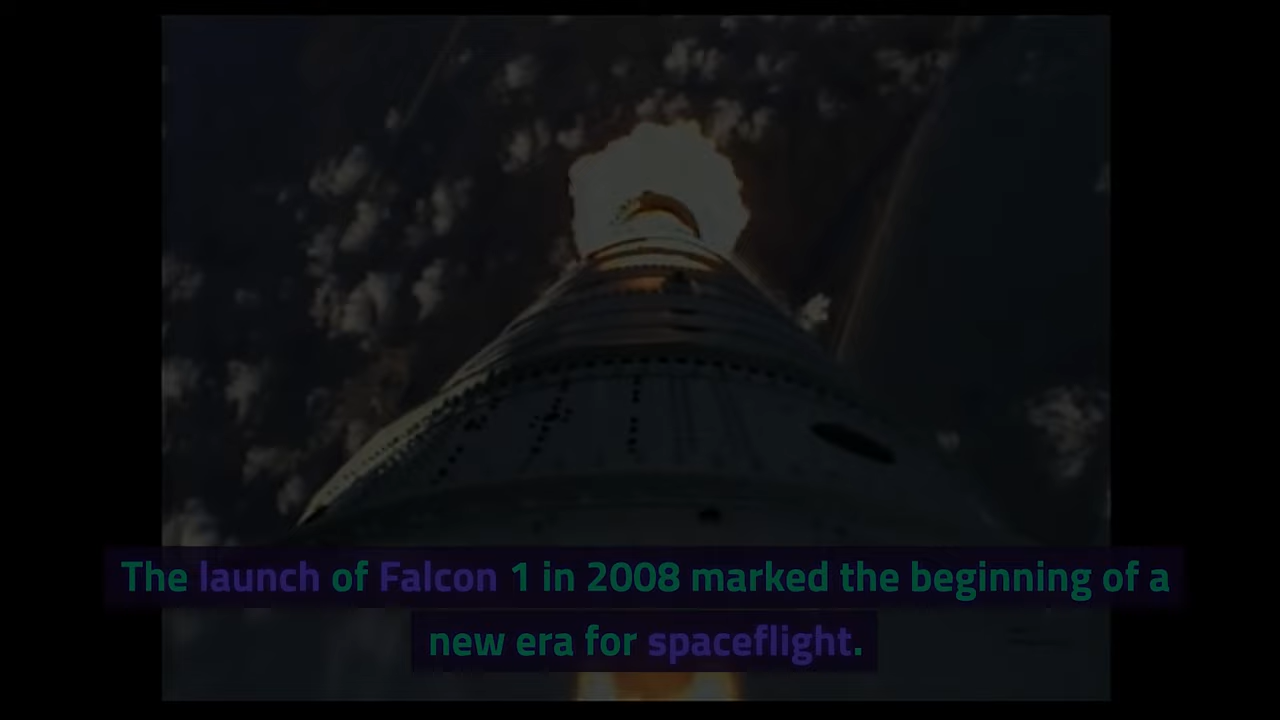 The launch of Falcon 1 in 2008 marked the beginning of a
new era for spaceflight.